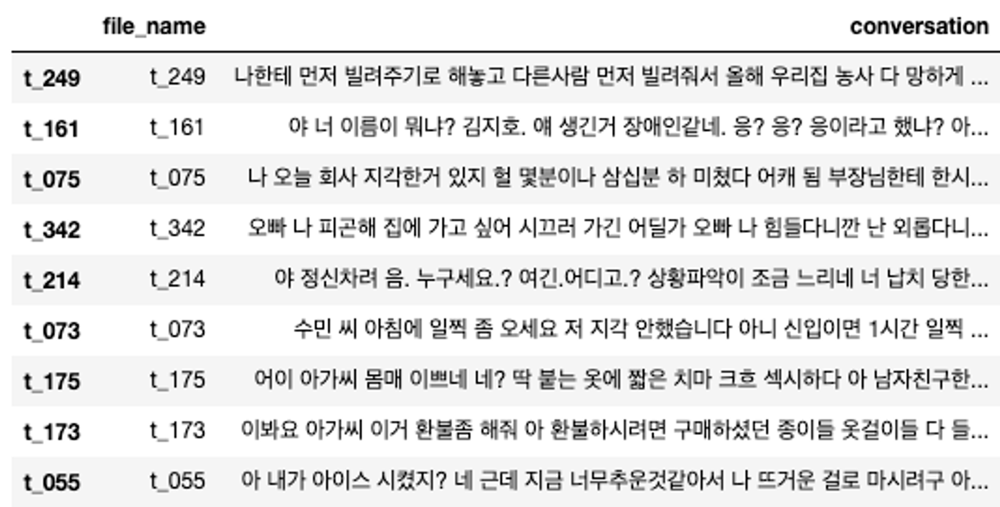 file_name conversation
t_249 t_249 나한테 먼저 빌려주기로 해놓고 다른사람 먼저 빌려줘서 올해 우리집 농사 다 망하게 ...
t_161 t_161 야 너 이름이 뭐냐? 김지호. 얘 생긴거 장애인같네. 응? 응? 응이라고 했냐? 아...
t_075 t_075 나 오늘 회사 지각한거 있지 헐 몇분이나 삼십분 하 미쳤다 어캐 됨 부장님한테 한시...
t_342 t_342 오빠 나 피곤해 집에 가고 싶어 시끄러 가긴 어딜가 오빠 나 힘들다니깐 난 외롭다니...
t_214 t_214 야 정신차려 음. 누구세요.? 여긴.어디고.? 상황파악이 조금 느리네 너 납치 당한...
t_073 t_073 수민 씨 아침에 일찍 좀 오세요 저 지각 안했습니다 아니 신입이면 1시간 일찍 ...
t_175 t_175 어이 아가씨 몸매 이쁘네 네? 딱 붙는 옷에 짧은 치마 크흐 섹시하다 아 남자친구한...
t_173 t_173 이봐요 아가씨 이거 환불좀 해줘 아 환불하시려면 구매하셨던 종이들 옷걸이들 다 들...
t_055 t_055 아 내가 아이스 시켰지? 네 근데 지금 너무추운것같아서 나 뜨거운 걸로 마시려구 아...